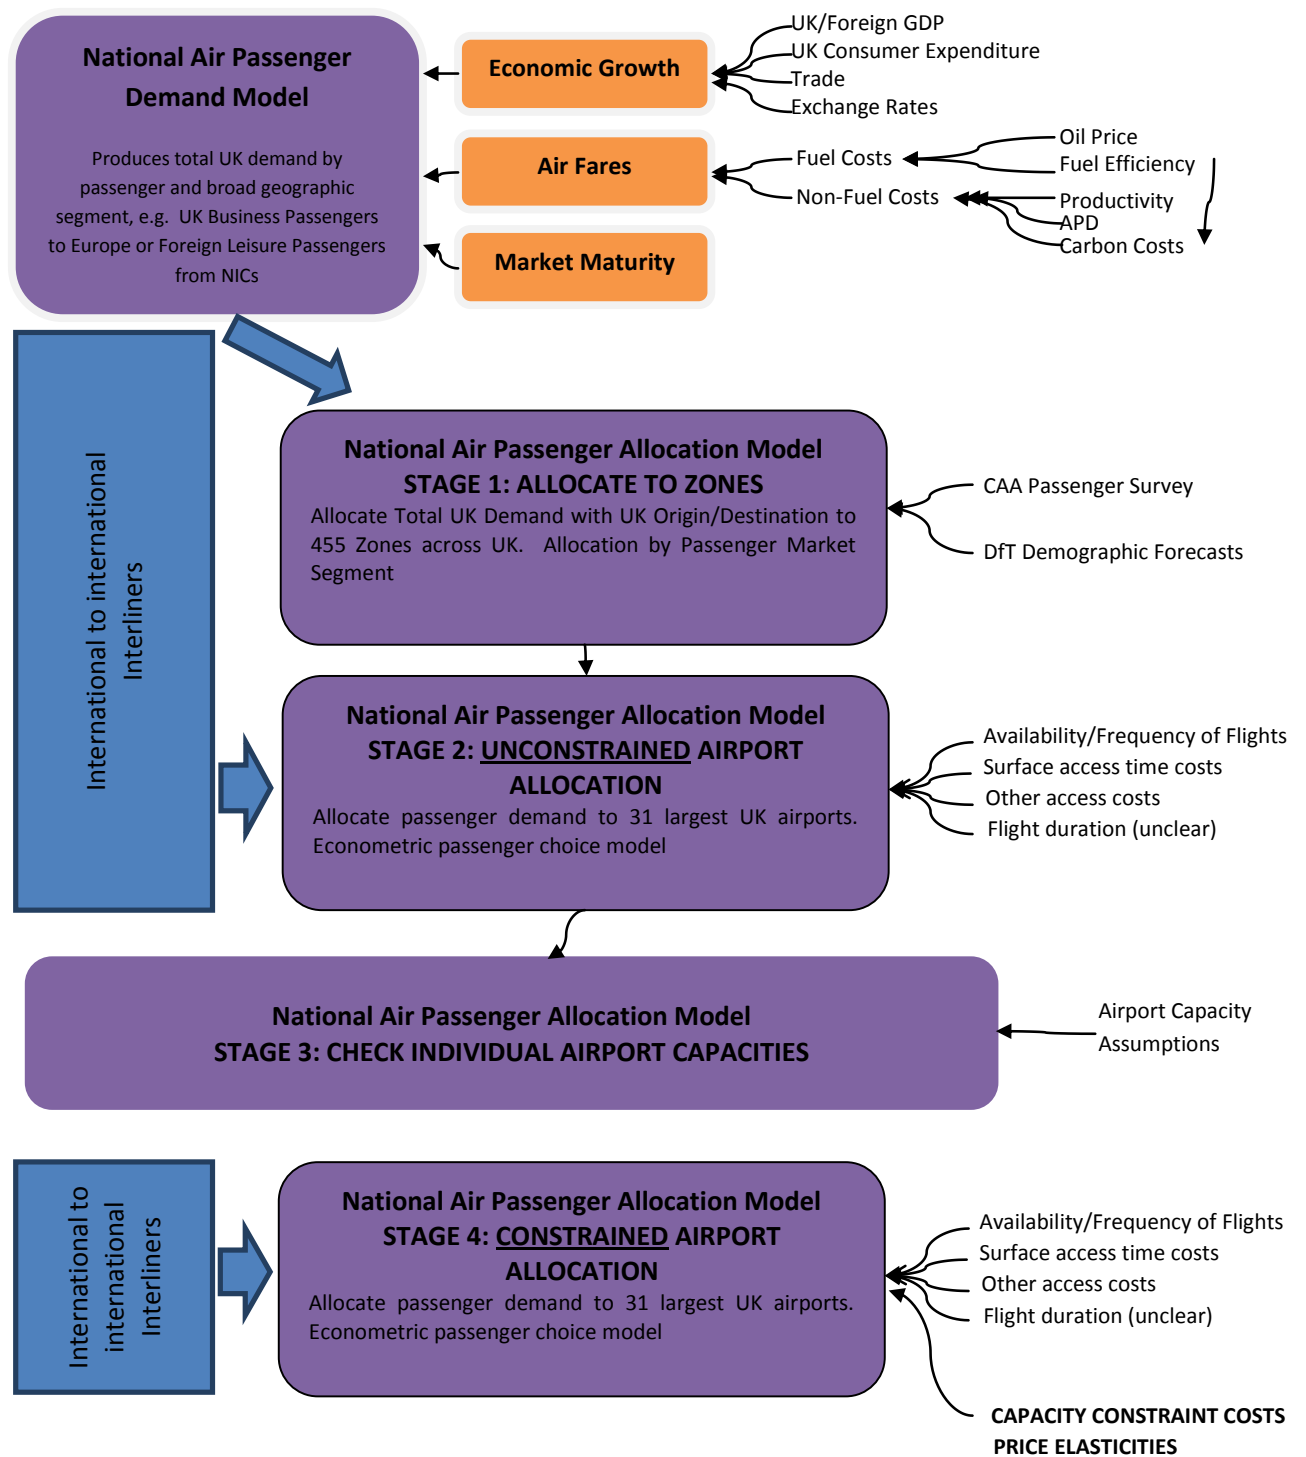 National Air Passenger
Demand Model
Produces total UK demand by
passenger and broad geographic
segment, e.g. UK Business Passengers
to Europe or Foreign Leisure Passengers
from NICs
Economic Growth
Air Fares
Market Maturity
UK/Foreign GDP
UK Consumer Expenditure
Trade
Exchange Rates
Fuel Costs
Non-Fuel Costs
Oil Price
Fuel Efficiency
Productivity
APD
Carbon Costs
International to international
Interliners
National Air Passenger Allocation Model
STAGE 1: ALLOCATE TO ZONES
Allocate Total UK Demand with UK Origin/Destination to
455 Zones across UK. Allocation by Passenger Market
Segment
CAA Passenger Survey
DfT Demographic Forecasts
National Air Passenger Allocation Model
STAGE 2: UNCONSTRAINED AIRPORT
ALLOCATION
Allocate passenger demand to 31 largest UK airports.
Econometric passenger choice model
Availability/Frequency of Flights
Surface access time costs
Other access costs
Flight duration (unclear)
National Air Passenger Allocation Model
STAGE 3: CHECK INDIVIDUAL AIRPORT CAPACITIES
Airport Capacity
Assumptions
International to
international
Interliners
National Air Passenger Allocation Model
STAGE 4: CONSTRAINED AIRPORT
ALLOCATION
Allocate passenger demand to 31 largest UK airports.
Econometric passenger choice model
Availability/Frequency of Flights
Surface access time costs
Other access costs
Flight duration (unclear)
CAPACITY CONSTRAINT COSTS
PRICE ELASTICITIES